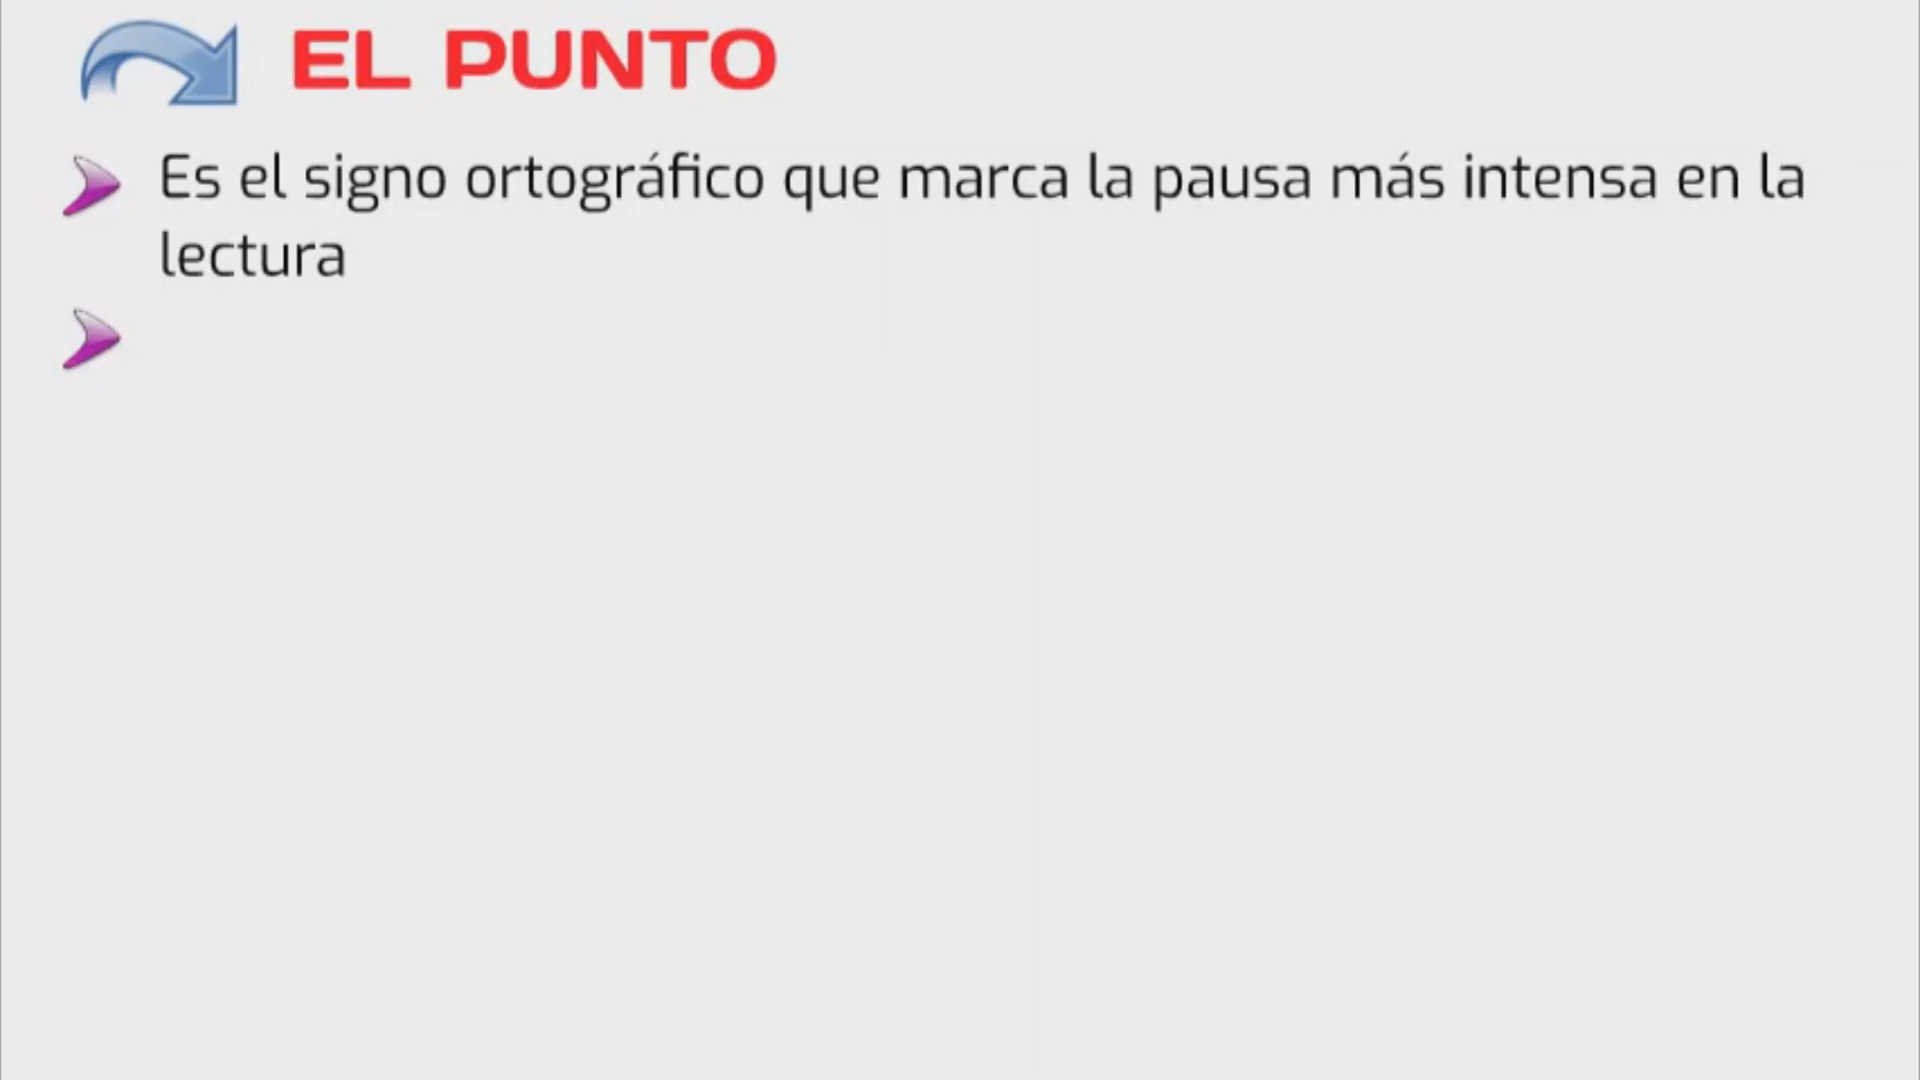 EL PUNTO
Es el signo ortográfico que marca la pausa más intensa en la
lectura